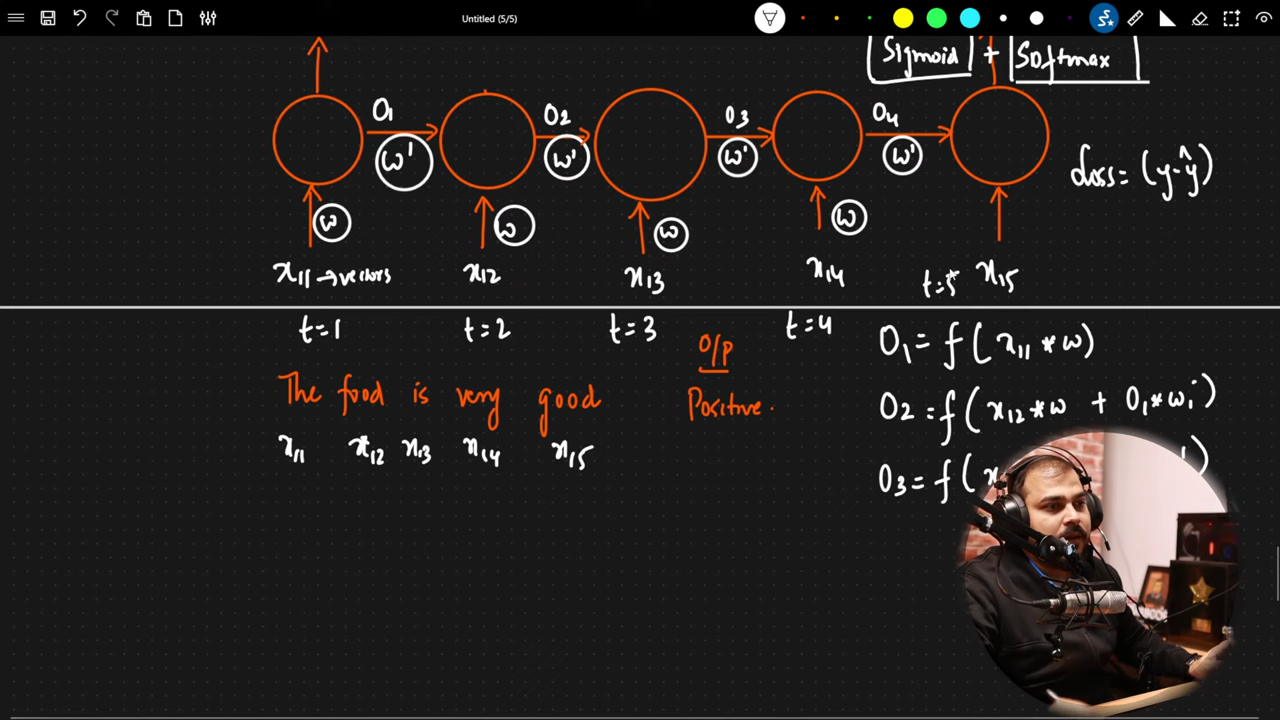 Untitled (5/5)
Sigmoid + Softmax
O1 O2 O3 O4
w' w' w' w'
loss = (y-ŷ)
w w w w
x11 → vectors x12 x13 x14 t=5 x15
t=1 t=2 t=3 t=4
O1 = f(x11 * w)
O/P
The food is very good Positive.
O2 = f(x12 * w + O1 * w')
x11 x12 x13 x14 x15
O3 = f(x